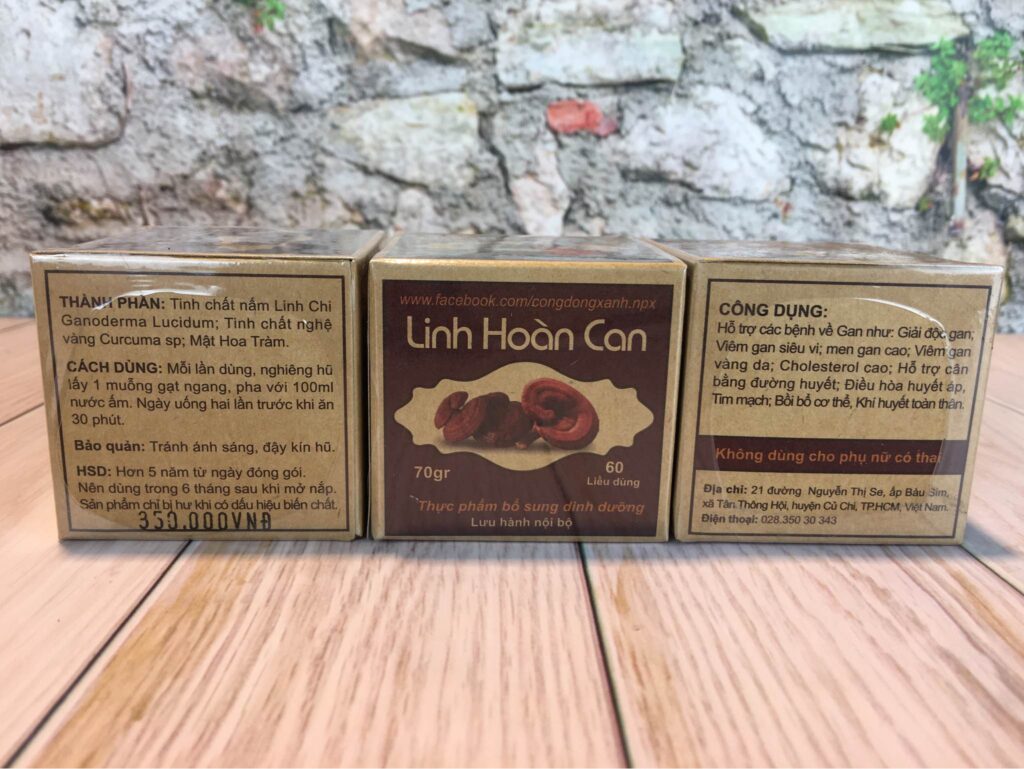 THÀNH PHẦN: Tinh chất nấm Linh Chi
Ganoderma Lucidum; Tinh chất nghệ
vàng Curcuma sp; Mật Hoa Tràm.
CÁCH DÙNG: Mỗi lần dùng, nghiêng hũ
lấy 1 muỗng gạt ngang, pha với 100ml
nước ấm. Ngày uống hai lần trước khi ăn
30 phút.
Bảo quản: Tránh ánh sáng, đậy kín hũ.
HSD: Hơn 5 năm từ ngày đóng gói.
Nên dùng trong 6 tháng sau khi mở nắp.
Sản phẩm chỉ bị hư khi có dấu hiệu biến chất.
350.000VNĐ
www.facebook.com/congdongxanh.npx
Linh Hoàn Can
70gr
60
Liều dùng
Thực phẩm bổ sung dinh dưỡng
Lưu hành nội bộ
CÔNG DỤNG:
Hỗ trợ các bệnh về Gan như: Giải độc gan;
Viêm gan siêu vi; men gan cao; Viêm gan
vàng da; Cholesterol cao; Hỗ trợ cân
bằng đường huyết; Điều hòa huyết áp,
Tim mạch; Bồi bổ cơ thể, Khí huyết toàn thân.
Không dùng cho phụ nữ có thai
Địa chỉ: 21 đường Nguyễn Thị Se, ấp Bàu Sim,
xã Tân Thông Hội, huyện Củ Chi, TP.HCM, Việt Nam.
Điện thoại: 028.350 30 343